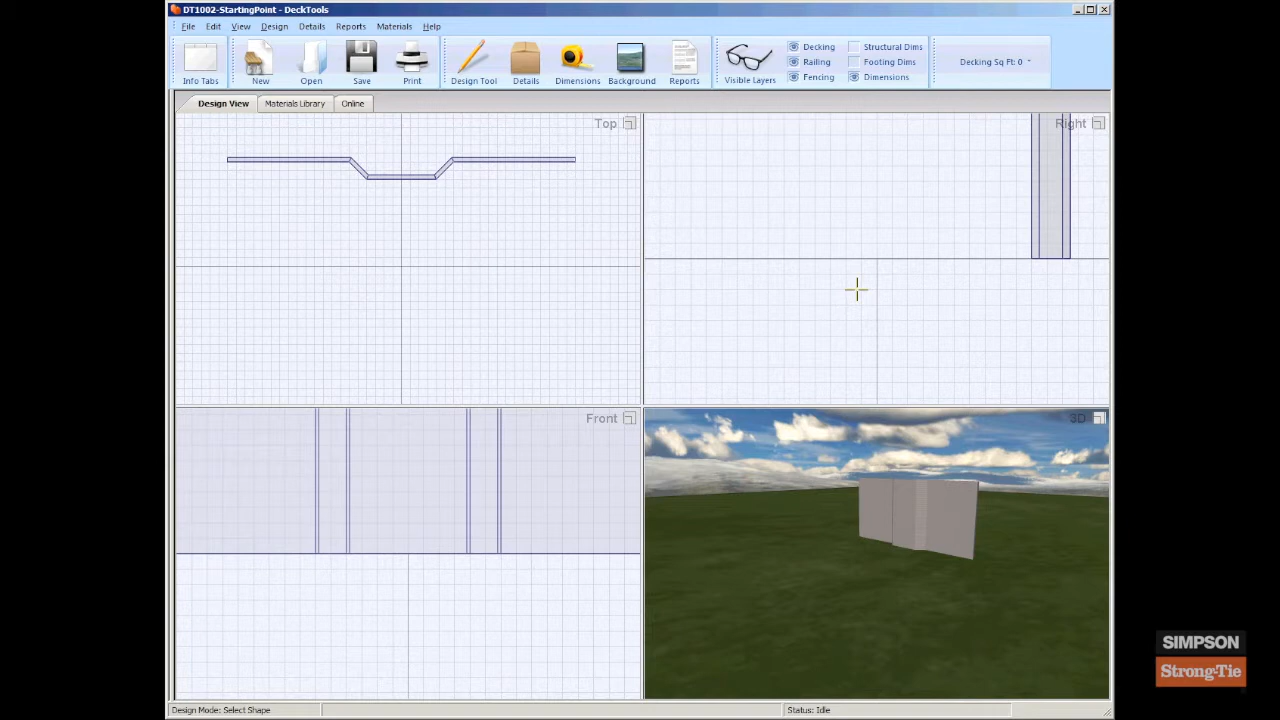 DT1002-StartingPoint - DeckTools
File Edit View Design Details Reports Materials Help
Info Tabs New Open Save Print Design Tool Details Dimensions Background Reports Visible Layers
Decking Structural Dims
Railing Footing Dims
Fencing Dimensions
Decking Sq Ft: 0
Design View Materials Library Online
Top Right
Front 3D
Design Mode: Select Shape Status: Idle
SIMPSON
Strong-Tie